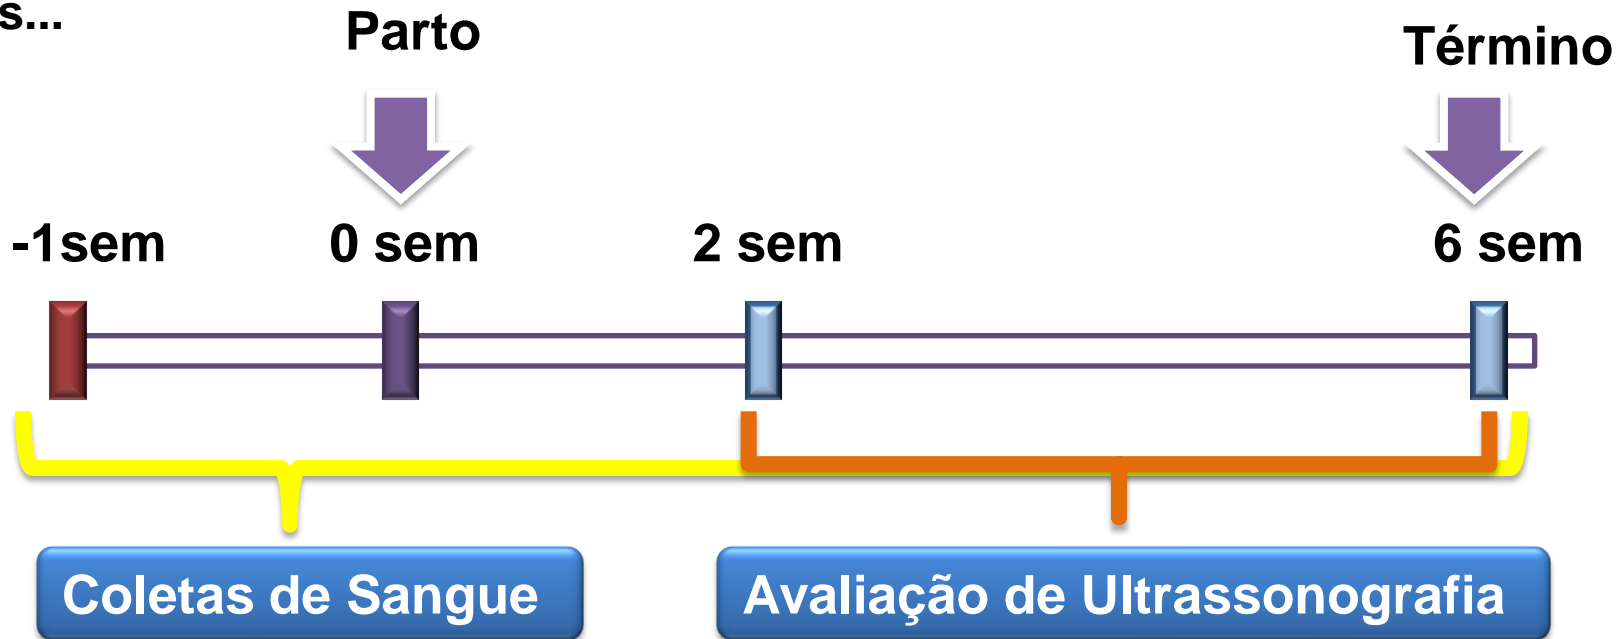 s...
Parto
Término
-1sem 0 sem 2 sem 6 sem
Coletas de Sangue
Avaliação de Ultrassonografia